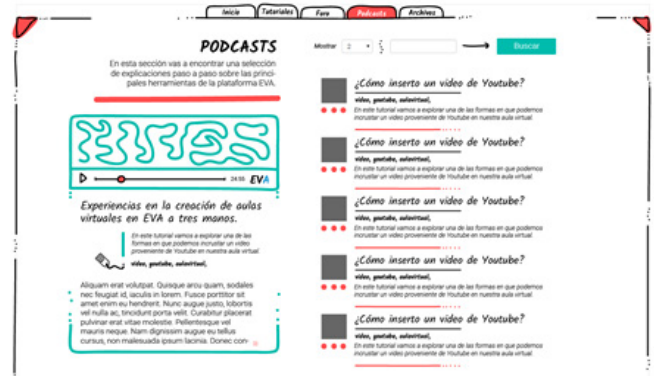 Inicio Tutoriales Foro Podcasts Archivos
PODCASTS
En esta sección vas a encontrar una selección
de explicaciones paso a paso sobre las princi-
pales herramientas de la plataforma EVA.
24:55 EVA
Experiencias en la creación de aulas
virtuales en EVA a tres manos.
En este tutorial vamos a explorar una de las
formas en que podemos incrustar un video
proveniente de Youtube en nuestra aula virtual
video, youtube, aulavirtual,
Aliquam erat volutpat. Quisque arcu quam, sodales
nec feugiat id, iaculis in lorem. Fusce porttitor sit
amet enim eu hendrerit. Nunc augue justo, lobortis
vel nulla ac, tincidunt porta velit. Curabitur placerat
pulvinar erat vitae molestie. Pellentesque vel
mauris neque. Nam dignissim augue eu tellus
cursus, non malesuada ipsum lacinia. Donec con-
Mostrar 2 Buscar
¿Cómo inserto un video de Youtube?
video, youtube, aulavirtual,
En este tutorial vamos a explorar una de las formas en que podemos
incrustar un video proveniente de Youtube en nuestra aula virtual
¿Cómo inserto un video de Youtube?
video, youtube, aulavirtual,
En este tutorial vamos a explorar una de las formas en que podemos
incrustar un video proveniente de Youtube en nuestra aula virtual
¿Cómo inserto un video de Youtube?
video, youtube, aulavirtual,
En este tutorial vamos a explorar una de las formas en que podemos
incrustar un video proveniente de Youtube en nuestra aula virtual
¿Cómo inserto un video de Youtube?
video, youtube, aulavirtual,
En este tutorial vamos a explorar una de las formas en que podemos
incrustar un video proveniente de Youtube en nuestra aula virtual
¿Cómo inserto un video de Youtube?
video, youtube, aulavirtual,
En este tutorial vamos a explorar una de las formas en que podemos
incrustar un video proveniente de Youtube en nuestra aula virtual